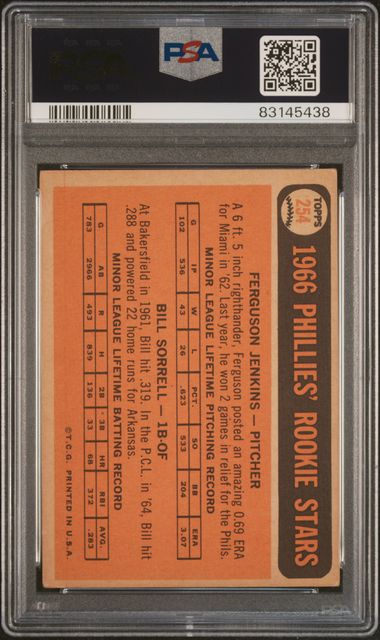 PSA
83145438
TOPPS
254
1966 PHILLIES' ROOKIE STARS
FERGUSON JENKINS — PITCHER
A 6 ft. 5 inch righthander, Ferguson posted an amazing 0.69 ERA
for Miami in '62. Last year, he won 2 games in relief for the Phils.
MINOR LEAGUE LIFETIME PITCHING RECORD
G IP W L PCT. SO BB ERA
102 536 43 26 .623 533 204 3.07
BILL SORRELL — 1B-OF
At Bakersfield in 1961, Bill hit .319. In the P.C.L. in '64, Bill hit
.288 and powered 22 home runs for Arkansas.
MINOR LEAGUE LIFETIME BATTING RECORD
G AB R H 2B 3B HR RBI AVG.
783 2966 493 839 136 33 68 372 .283
© T.C.G. PRINTED IN U.S.A.